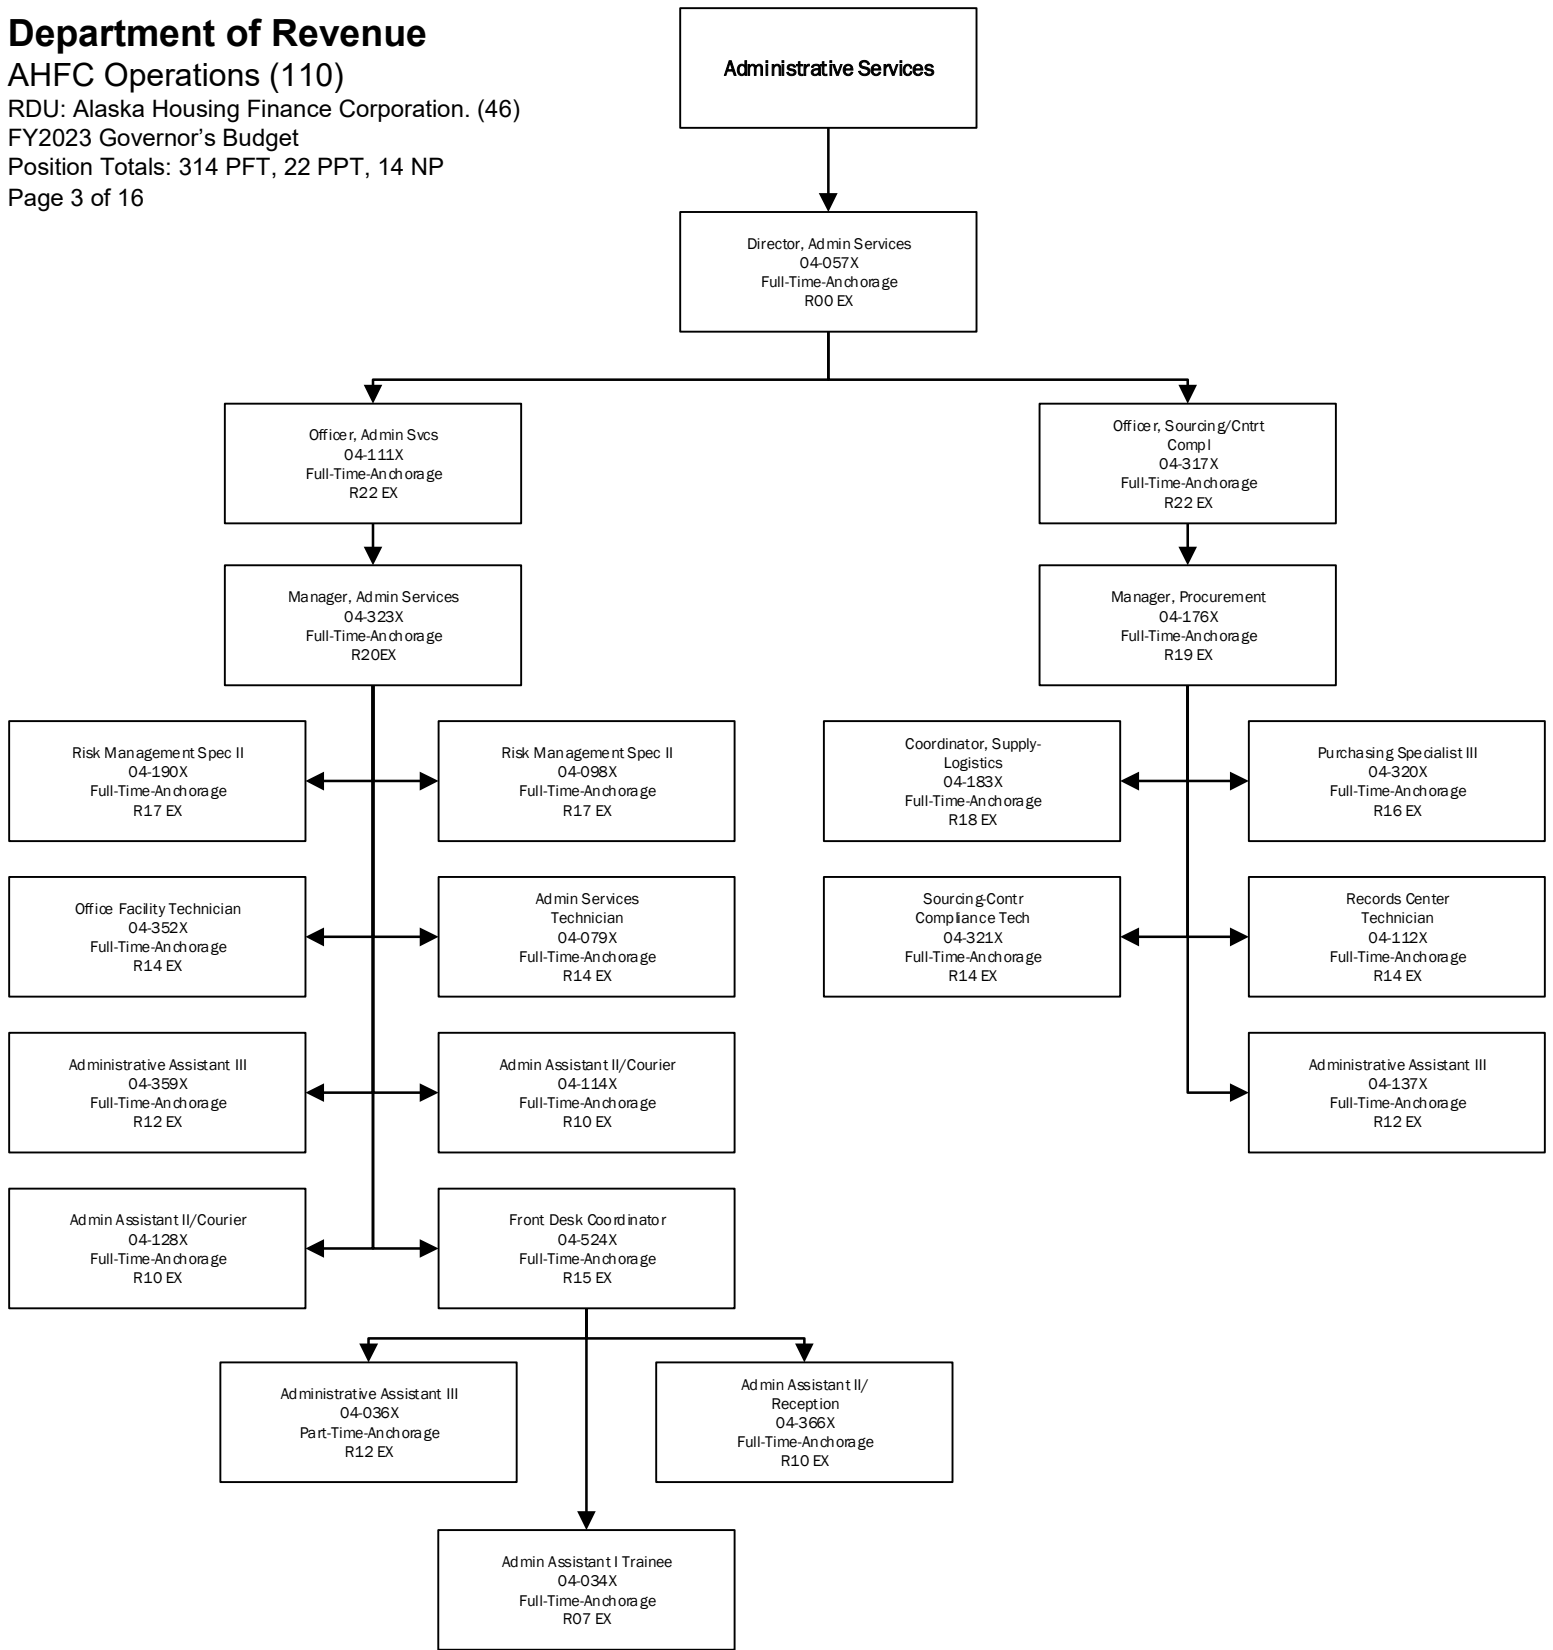 Department of Revenue
AHFC Operations (110)
RDU: Alaska Housing Finance Corporation. (46)
FY2023 Governor's Budget
Position Totals: 314 PFT, 22 PPT, 14 NP
Page 3 of 16
Administrative Services
Director, Admin Services
04-057X
Full-Time-Anchorage
R00 EX
Officer, Admin Svcs
04-111X
Full-Time-Anchorage
R22 EX
Officer, Sourcing/Cntrt
Compl
04-317X
Full-Time-Anchorage
R22 EX
Manager, Admin Services
04-323X
Full-Time-Anchorage
R20EX
Manager, Procurement
04-176X
Full-Time-Anchorage
R19 EX
Risk Management Spec II
04-190X
Full-Time-Anchorage
R17 EX
Risk Management Spec II
04-098X
Full-Time-Anchorage
R17 EX
Coordinator, Supply-
Logistics
04-183X
Full-Time-Anchorage
R18 EX
Purchasing Specialist III
04-320X
Full-Time-Anchorage
R16 EX
Office Facility Technician
04-352X
Full-Time-Anchorage
R14 EX
Admin Services
Technician
04-079X
Full-Time-Anchorage
R14 EX
Sourcing-Contr
Compliance Tech
04-321X
Full-Time-Anchorage
R14 EX
Records Center
Technician
04-112X
Full-Time-Anchorage
R14 EX
Administrative Assistant III
04-359X
Full-Time-Anchorage
R12 EX
Admin Assistant II/Courier
04-114X
Full-Time-Anchorage
R10 EX
Administrative Assistant III
04-137X
Full-Time-Anchorage
R12 EX
Admin Assistant II/Courier
04-128X
Full-Time-Anchorage
R10 EX
Front Desk Coordinator
04-524X
Full-Time-Anchorage
R15 EX
Administrative Assistant III
04-036X
Part-Time-Anchorage
R12 EX
Admin Assistant II/
Reception
04-366X
Full-Time-Anchorage
R10 EX
Admin Assistant I Trainee
04-034X
Full-Time-Anchorage
R07 EX